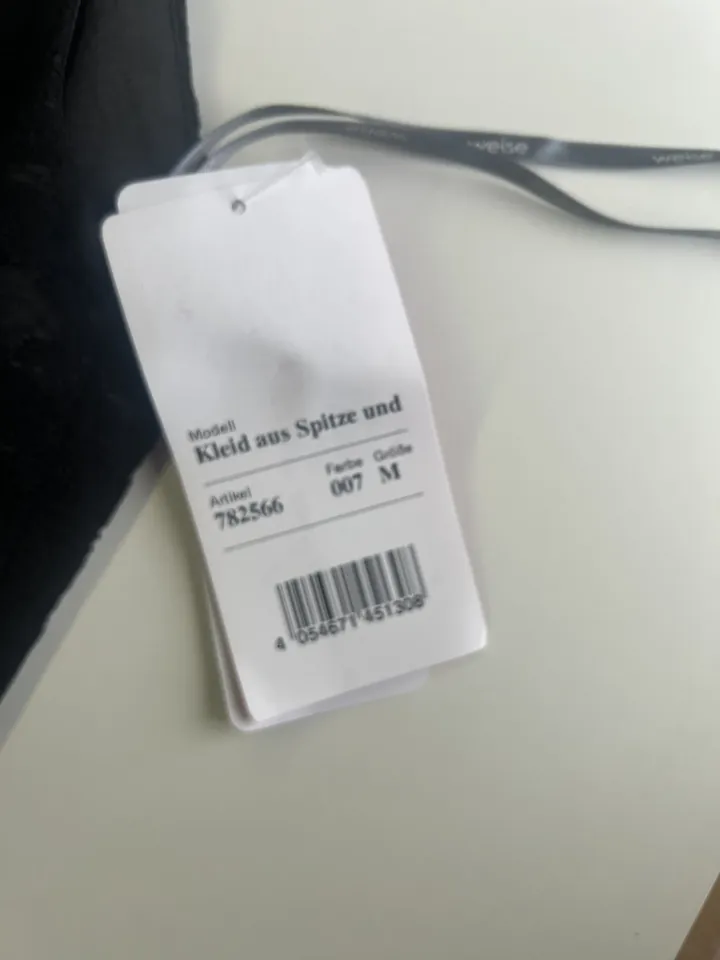 weise
weise
Modell
Kleid aus Spitze und
Artikel
Farbe
Größe
782566
007
M
4 054671 451308